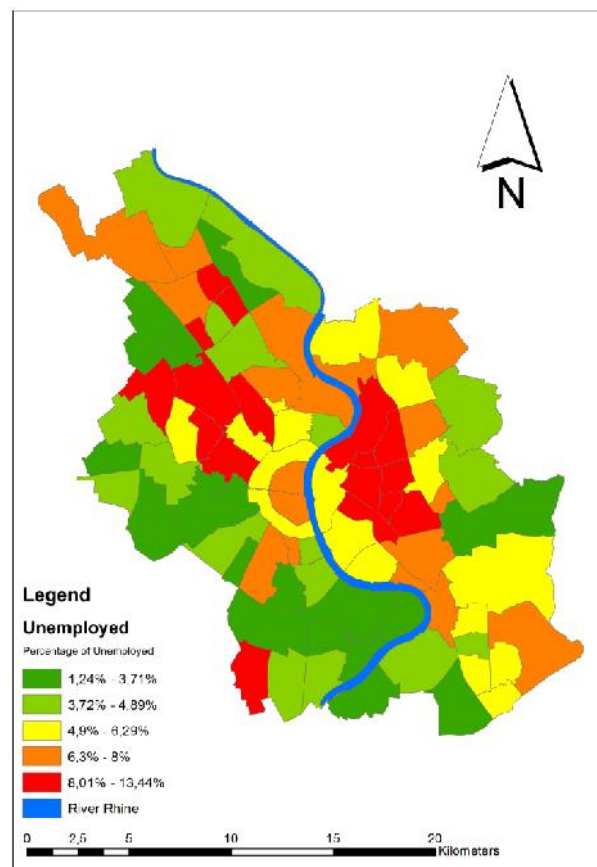 N
Legend
Unemployed
Percentage of Unemployed
1,24% - 3,71%
3,72% - 4,89%
4,9% - 6,29%
6,3% - 8%
8,01% - 13,44%
River Rhine
0 2,5 5 10 15 20
Kilometers